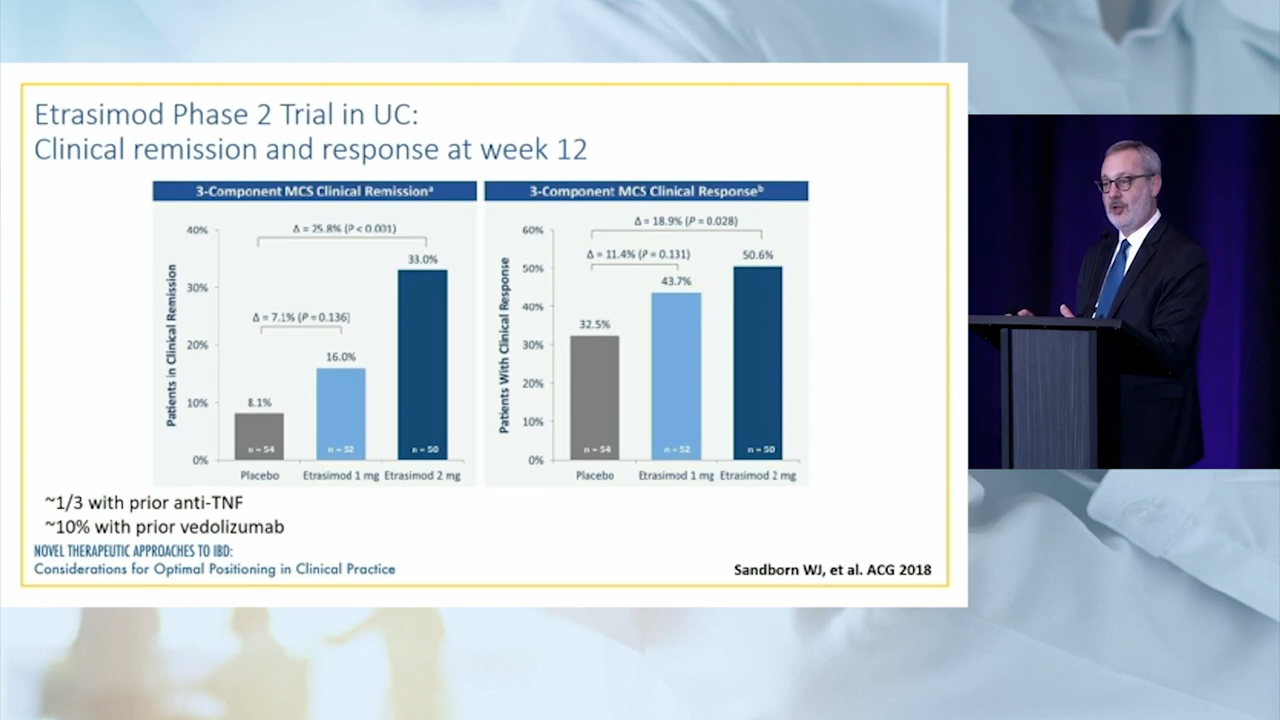 Etrasimod Phase 2 Trial in UC:
Clinical remission and response at week 12
3-Component MCS Clinical Remissionᵃ
Patients in Clinical Remission
40%
30%
20%
10%
0%
Δ = 25.8% (P < 0.001)
Δ = 7.1% (P = 0.136)
8.1%
16.0%
33.0%
n = 54
n = 52
n = 50
Placebo
Etrasimod 1 mg
Etrasimod 2 mg
3-Component MCS Clinical Responseᵇ
Patients With Clinical Response
60%
50%
40%
30%
20%
10%
0%
Δ = 18.9% (P = 0.028)
Δ = 11.4% (P = 0.131)
32.5%
43.7%
50.6%
n = 54
n = 52
n = 50
Placebo
Etrasimod 1 mg
Etrasimod 2 mg
~1/3 with prior anti-TNF
~10% with prior vedolizumab
NOVEL THERAPEUTIC APPROACHES TO IBD:
Considerations for Optimal Positioning in Clinical Practice
Sandborn WJ, et al. ACG 2018